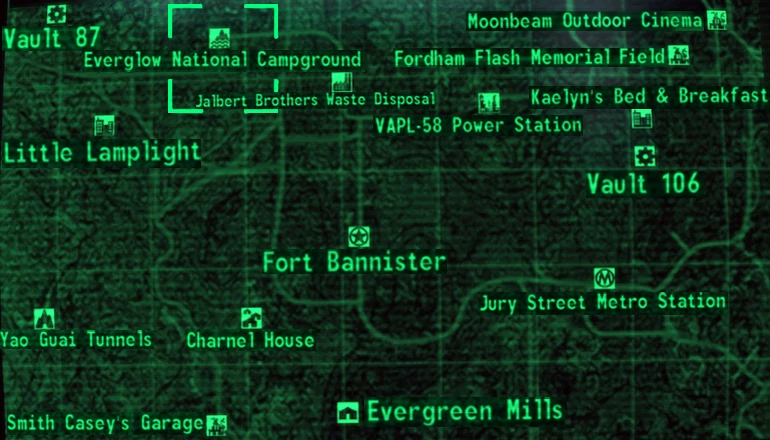 Moonbeam Outdoor Cinema
Vault 87
Everglow National Campground
Fordham Flash Memorial Field
Jalbert Brothers Waste Disposal
Kaelyn's Bed & Breakfast
VAPL-58 Power Station
Little Lamplight
Vault 106
Fort Bannister
Jury Street Metro Station
Yao Guai Tunnels
Charnel House
Evergreen Mills
Smith Casey's Garage